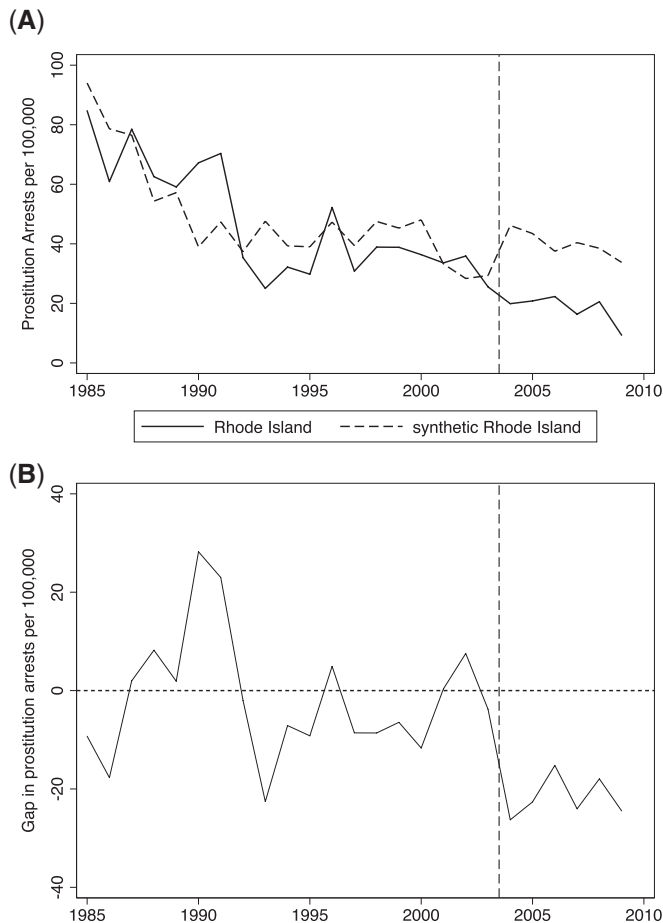 (A)
Prostitution Arrests per 100,000
100
80
60
40
20
0
1985 1990 1995 2000 2005 2010
Rhode Island synthetic Rhode Island
(B)
Gap in prostitution arrests per 100,000
40
20
0
-20
-40
1985 1990 1995 2000 2005 2010